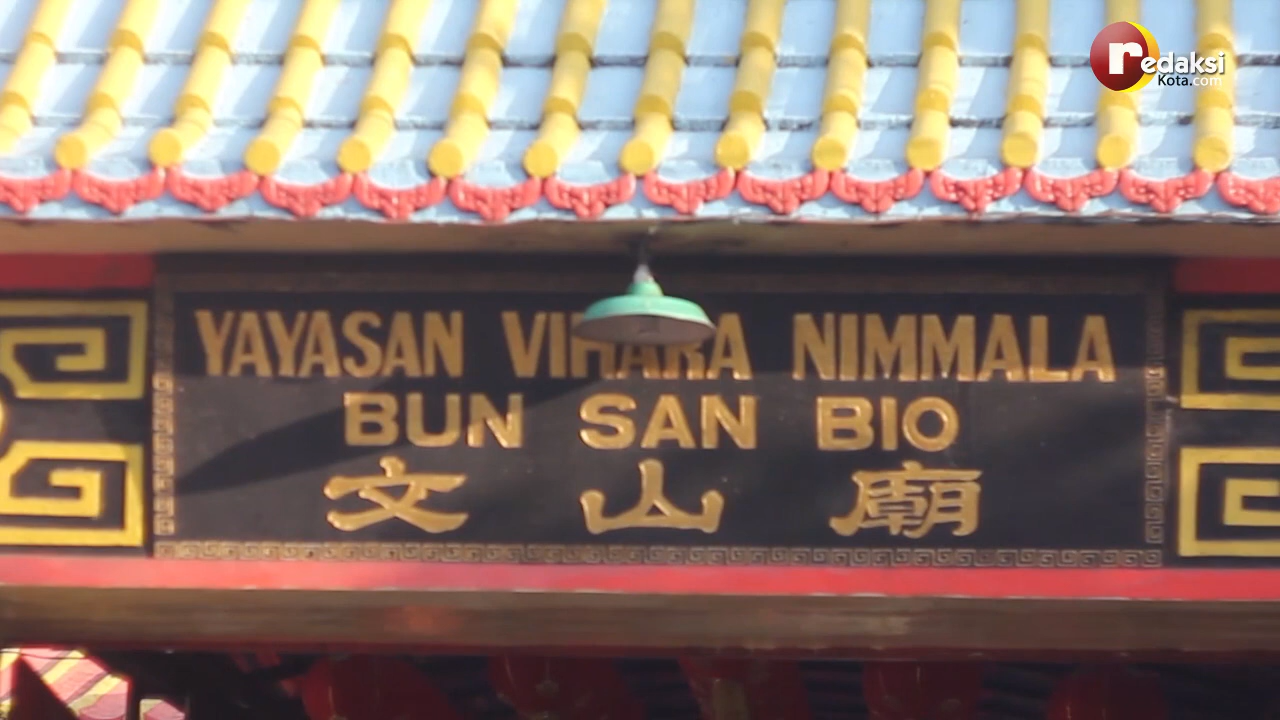 redaksi
Kota.com
YAYASAN VIHARA NIMMALA
BUN SAN BIO
文山廟